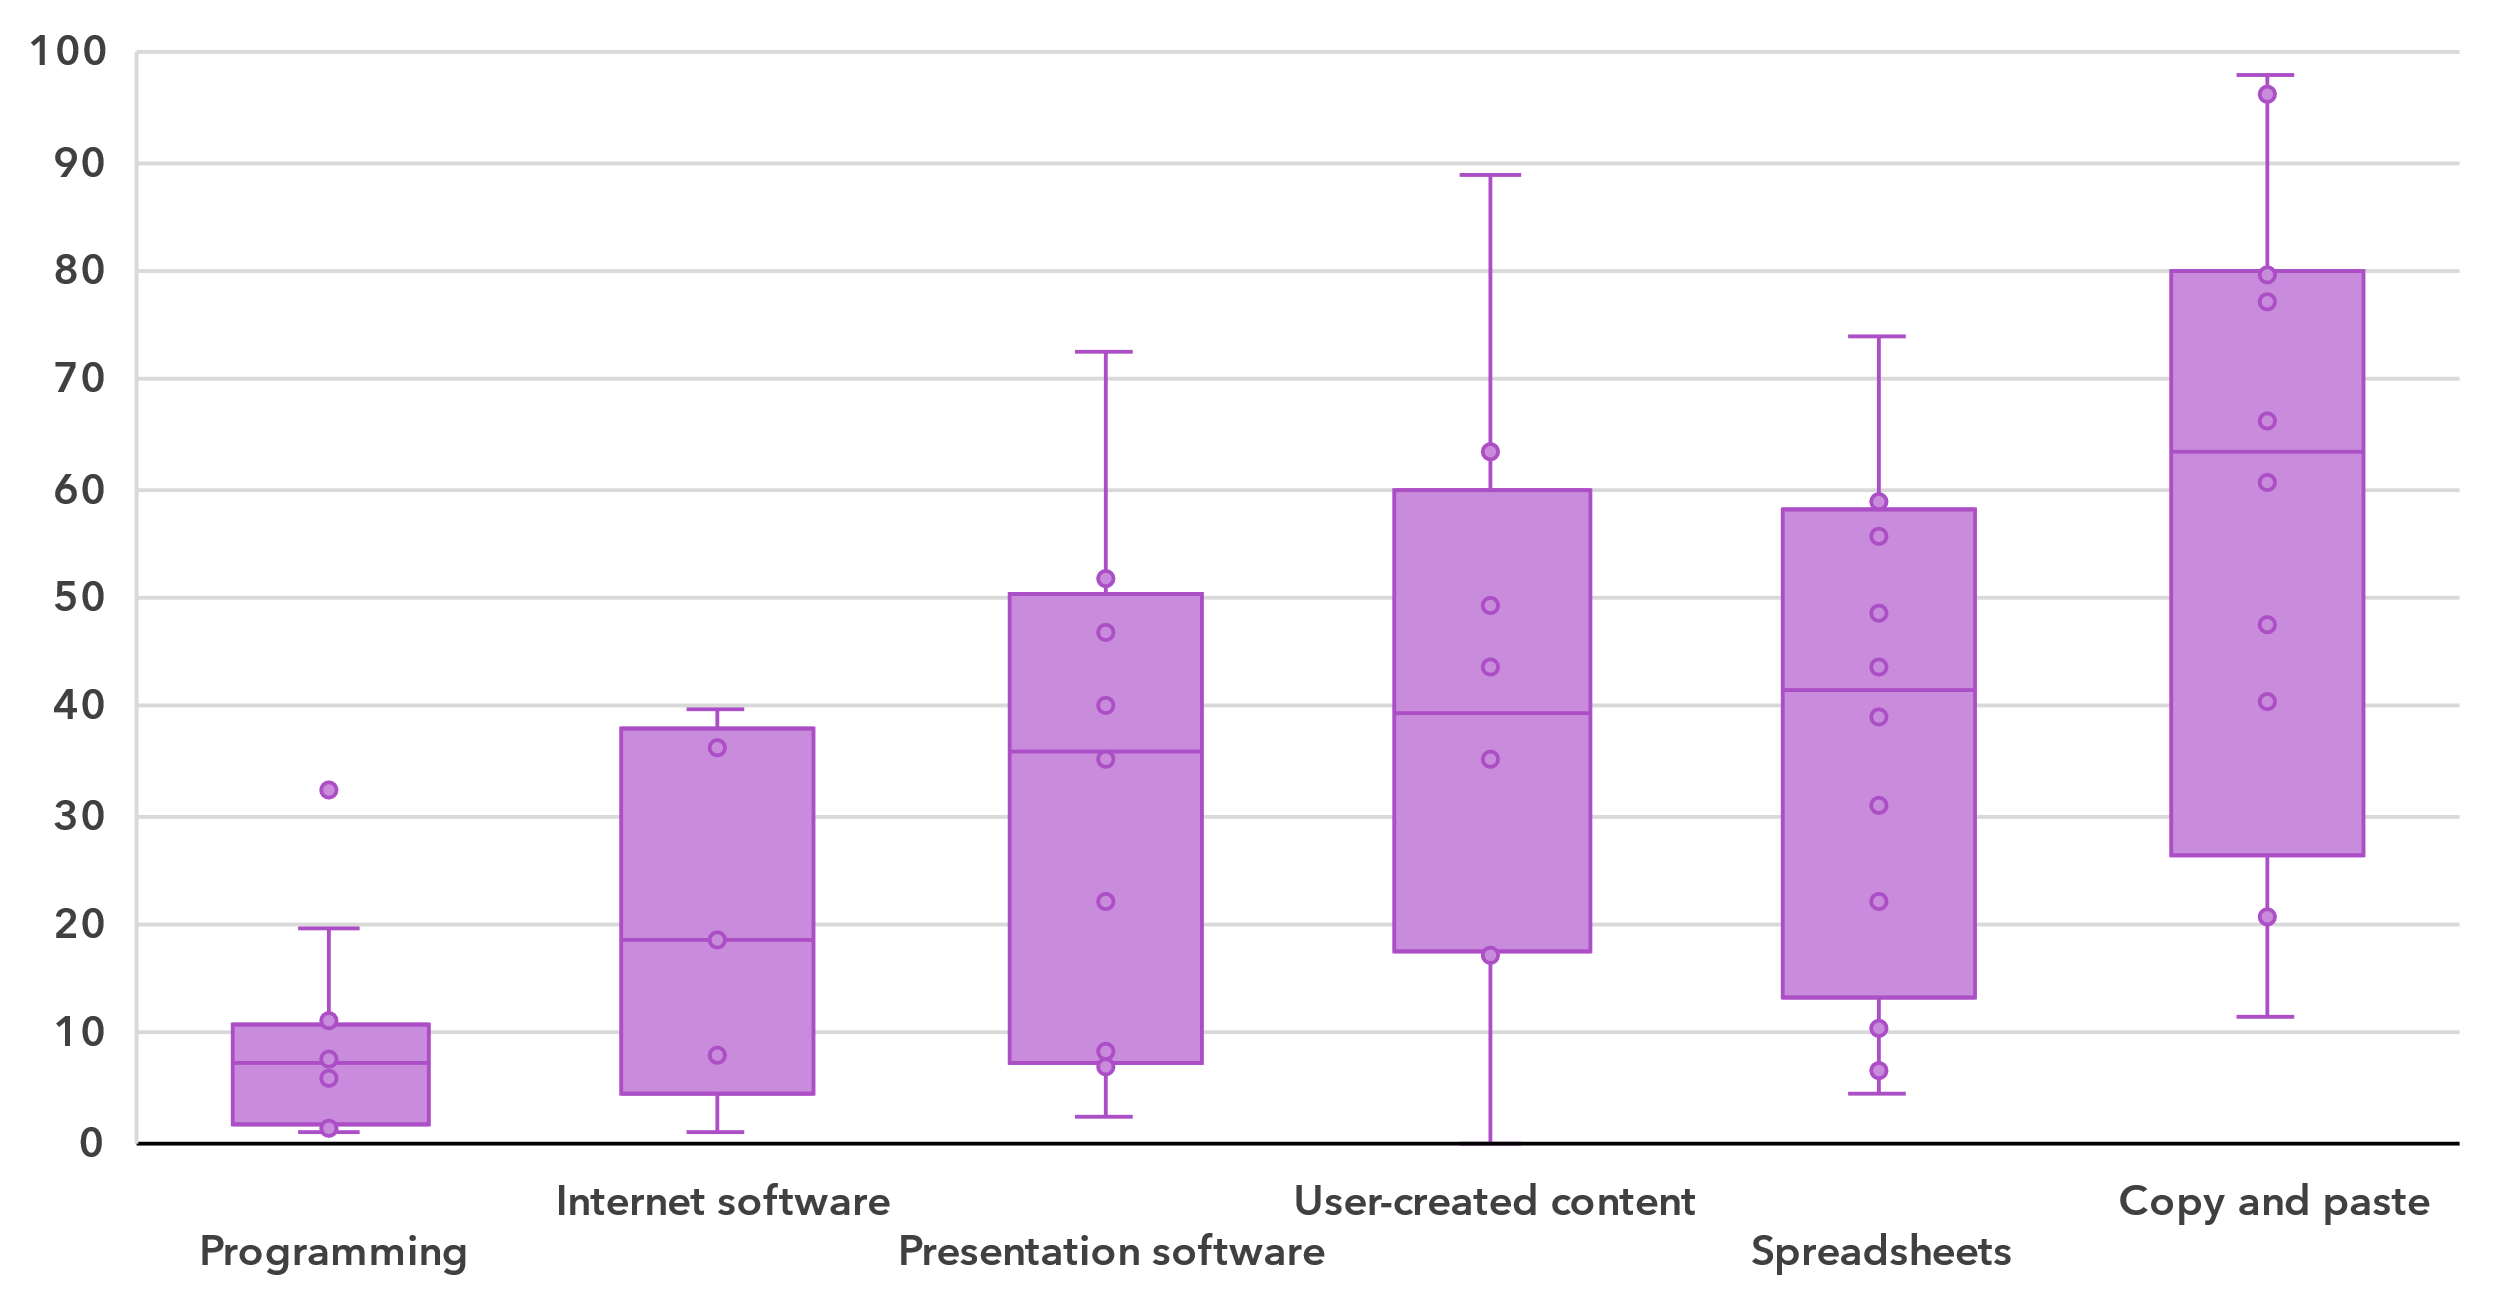 100
90
80
70
60
50
40
30
20
10
0
Internet software
User-created content
Copy and paste
Programming
Presentation software
Spreadsheets